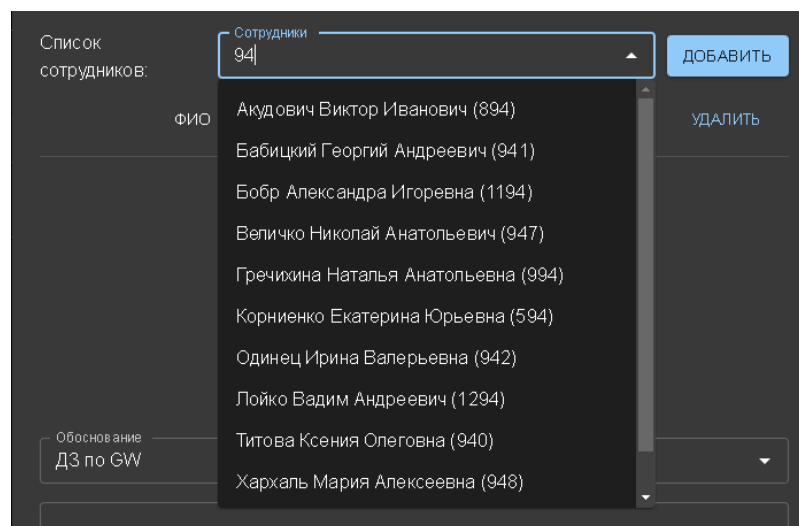 Список
сотрудников:
Сотрудники
94
ДОБАВИТЬ
ФИО
УДАЛИТЬ
Акудович Виктор Иванович (894)
Бабицкий Георгий Андреевич (941)
Бобр Александра Игоревна (1194)
Величко Николай Анатольевич (947)
Гречихина Наталья Анатольевна (994)
Корниенко Екатерина Юрьевна (594)
Одинец Ирина Валерьевна (942)
Лойко Вадим Андреевич (1294)
Титова Ксения Олеговна (940)
Хархаль Мария Алексеевна (948)
Обоснование
ДЗ по GW